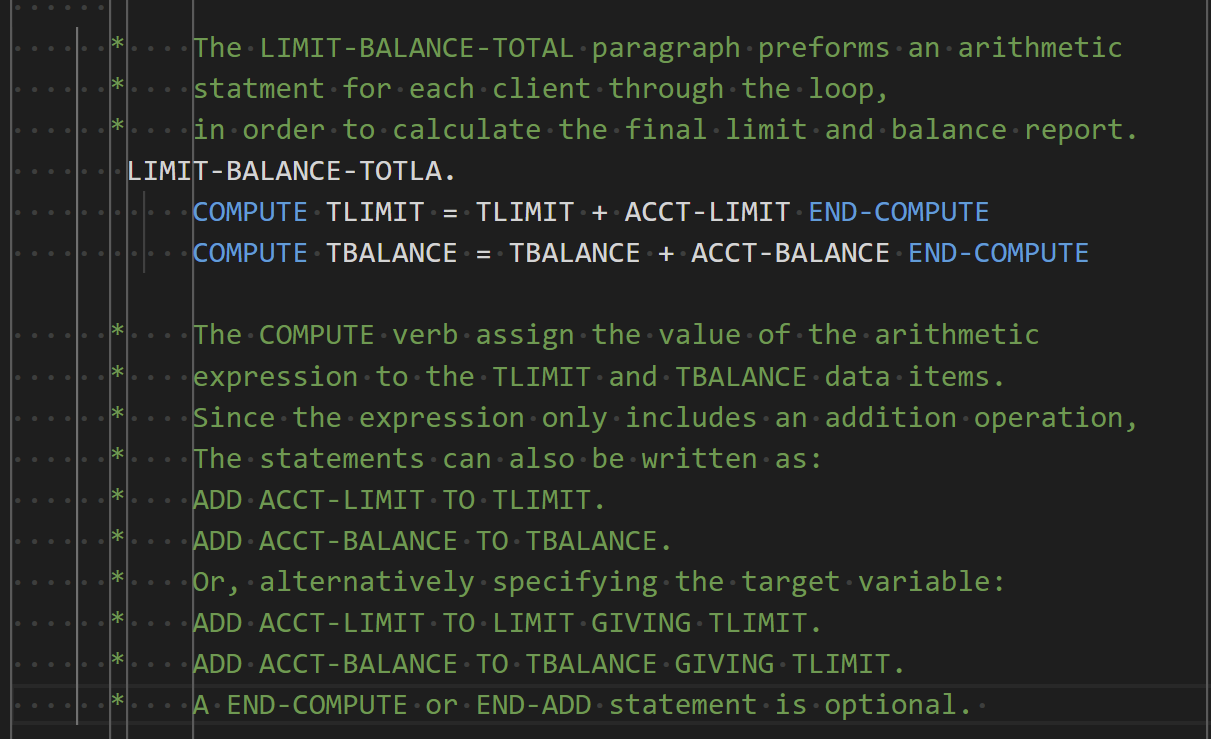 * The LIMIT-BALANCE-TOTAL paragraph preforms an arithmetic
* statment for each client through the loop,
* in order to calculate the final limit and balance report.
LIMIT-BALANCE-TOTLA.
COMPUTE TLIMIT = TLIMIT + ACCT-LIMIT END-COMPUTE
COMPUTE TBALANCE = TBALANCE + ACCT-BALANCE END-COMPUTE
* The COMPUTE verb assign the value of the arithmetic
* expression to the TLIMIT and TBALANCE data items.
* Since the expression only includes an addition operation,
* The statements can also be written as:
* ADD ACCT-LIMIT TO TLIMIT.
* ADD ACCT-BALANCE TO TBALANCE.
* Or, alternatively specifying the target variable:
* ADD ACCT-LIMIT TO LIMIT GIVING TLIMIT.
* ADD ACCT-BALANCE TO TBALANCE GIVING TLIMIT.
* A END-COMPUTE or END-ADD statement is optional.